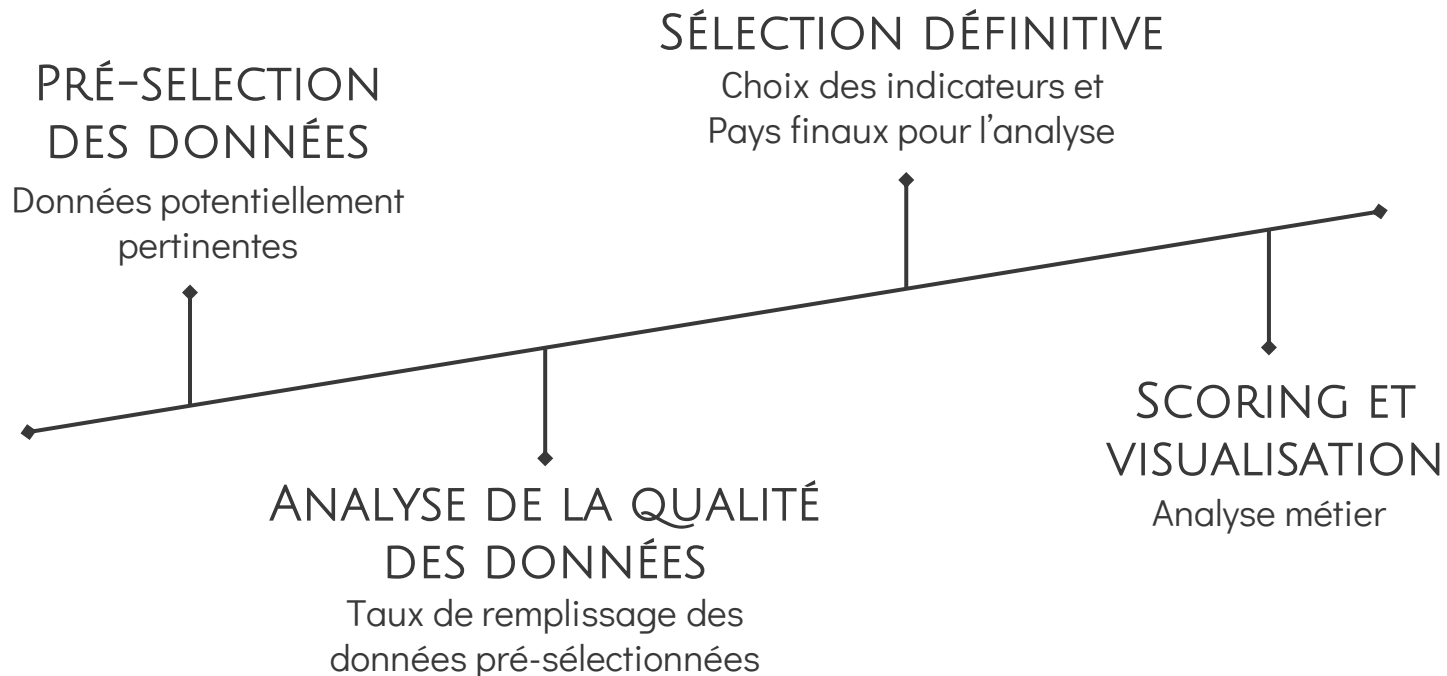 PRÉ-SELECTION
DES DONNÉES
Données potentiellement
pertinentes
ANALYSE DE LA QUALITÉ
DES DONNÉES
Taux de remplissage des
données pré-sélectionnées
SÉLECTION DÉFINITIVE
Choix des indicateurs et
Pays finaux pour l’analyse
SCORING ET
VISUALISATION
Analyse métier